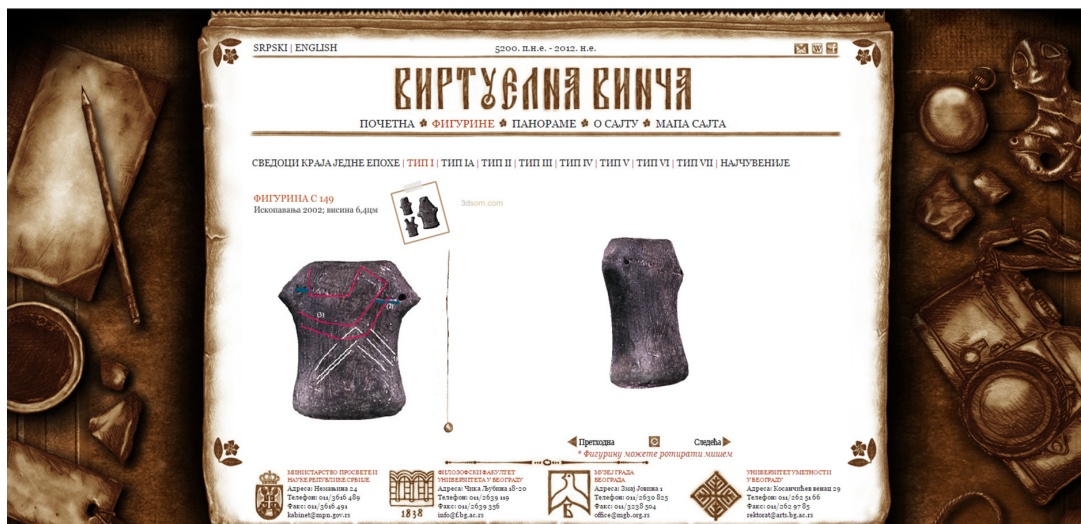 SRPSKI | ENGLISH
5200. п.н.е. - 2012. н.е.
W
ВИРТУЕЛНА ВИНЧА
ПОЧЕТНА ФИГУРИНЕ ПАНОРАМЕ О САЈТУ МАПА САЈТА
СВЕДОЦИ КРАЈА ЈЕДНЕ ЕПОХЕ | ТИП I | ТИП IA | ТИП II | ТИП III | ТИП IV | ТИП V | ТИП VI | ТИП VII | НАЈЧУВЕНИЈЕ
ФИГУРИНА С 149
Ископавања 2002; висина 6,4цм
3dsom.com
(2)
(3)
Претходна Следећа
* Фигурину можете ротирати мишем
МИНИСТАРСТВО ПРОСВЕТЕ И
НАУКЕ РЕПУБЛИКЕ СРБИЈЕ
Адреса: Немањина 24
Телефон: 011/3616 489
Факс: 011/3616 491
kabinet@mpn.gov.rs
1838
ФИЛОЗОФСКИ ФАКУЛТЕТ
УНИВЕРЗИТЕТА У БЕОГРАДУ
Адреса: Чика Љубина 18-20
Телефон: 011/2639 119
Факс: 011/2639 356
info@f.bg.ac.rs
МУЗЕЈ ГРАДА
БЕОГРАДА
Адреса: Змај Јовина 1
Телефон: 011/2630 825
Факс: 011/3238 504
office@mgb.org.rs
УНИВЕРЗИТЕТ УМЕТНОСТИ
У БЕОГРАДУ
Адреса: Косанчићев венац 29
Телефон: 011/262 5166
Факс: 011/262 97 85
rektorat@arts.bg.ac.rs